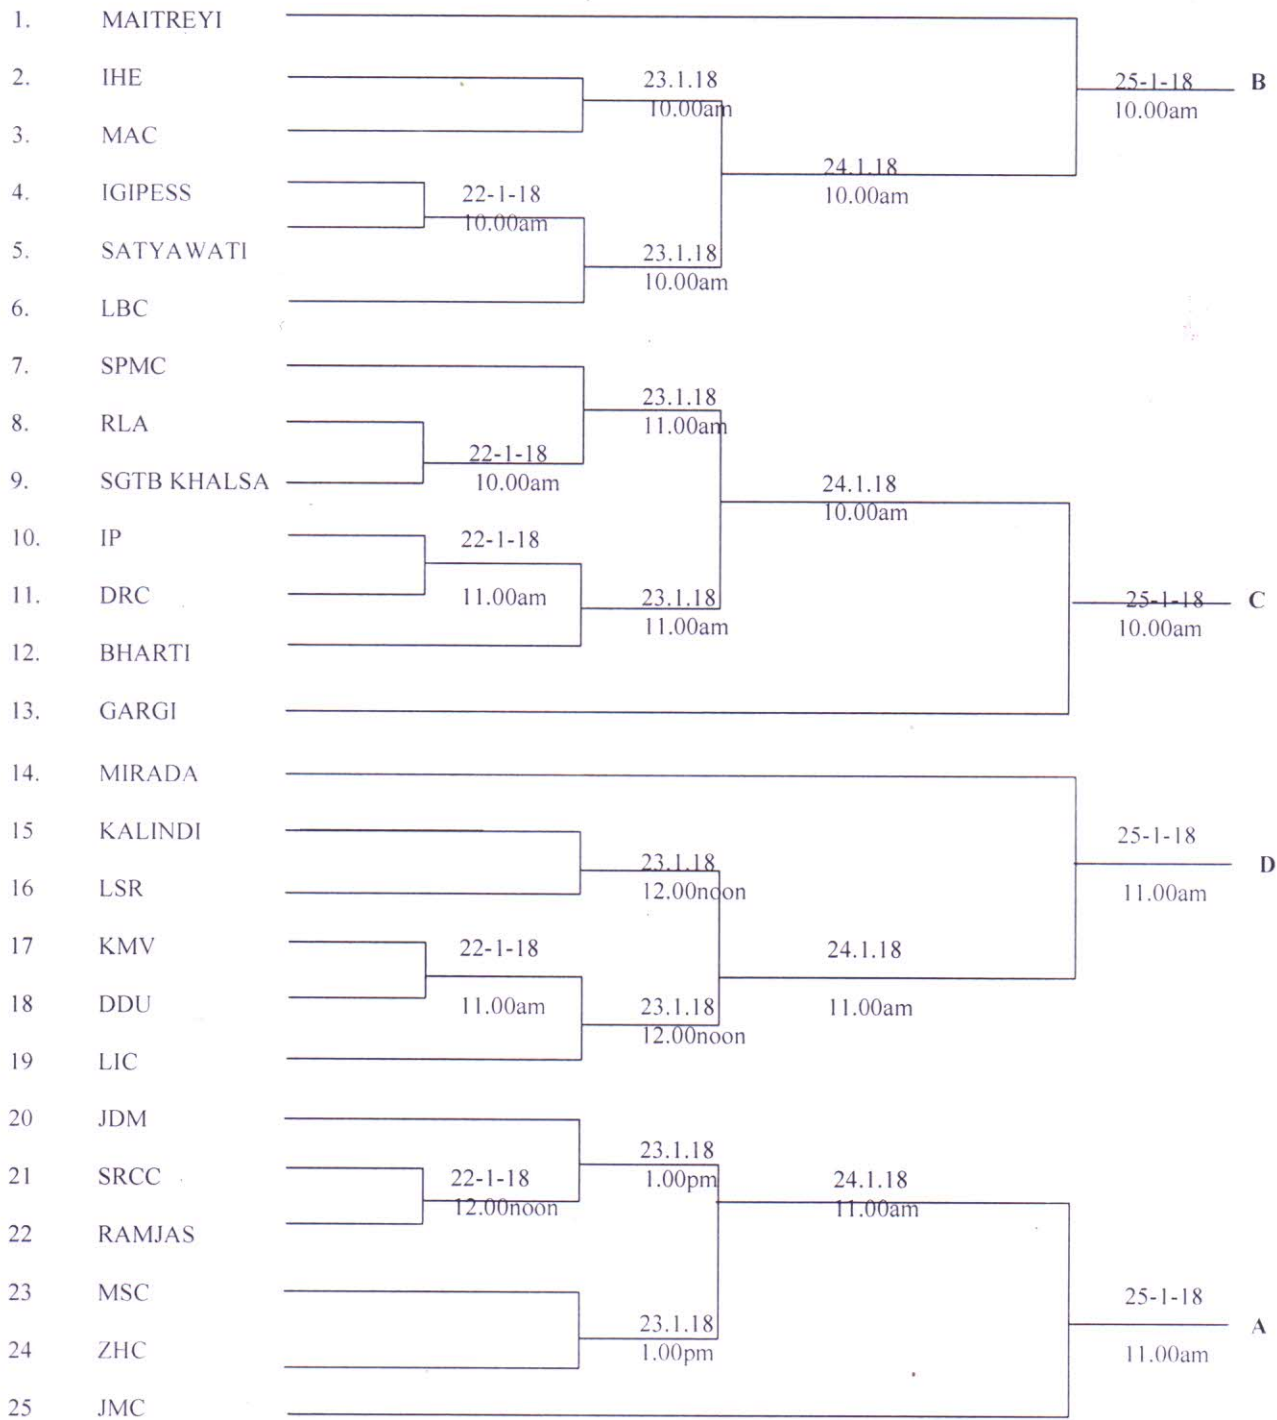 1. MAITREYI
2. IHE 23.1.18
10.00am
25-1-18 B
10.00am
3. MAC
24.1.18
10.00am
4. IGIPESS 22-1-18
10.00am
5. SATYAWATI 23.1.18
10.00am
6. LBC
7. SPMC
23.1.18
11.00am
8. RLA
22-1-18
10.00am
9. SGTB KHALSA
24.1.18
10.00am
10. IP 22-1-18
11. DRC 11.00am
23.1.18
11.00am
25-1-18 C
10.00am
12. BHARTI
13. GARGI
14. MIRADA
15 KALINDI
25-1-18
D
11.00am
23.1.18
12.00noon
16 LSR
17 KMV 22-1-18
24.1.18
18 DDU 11.00am
23.1.18
12.00noon
11.00am
19 LIC
20 JDM
23.1.18
1.00pm
21 SRCC 22-1-18
12.00noon
24.1.18
11.00am
22 RAMJAS
23 MSC
25-1-18
A
11.00am
23.1.18
1.00pm
24 ZHC
25 JMC